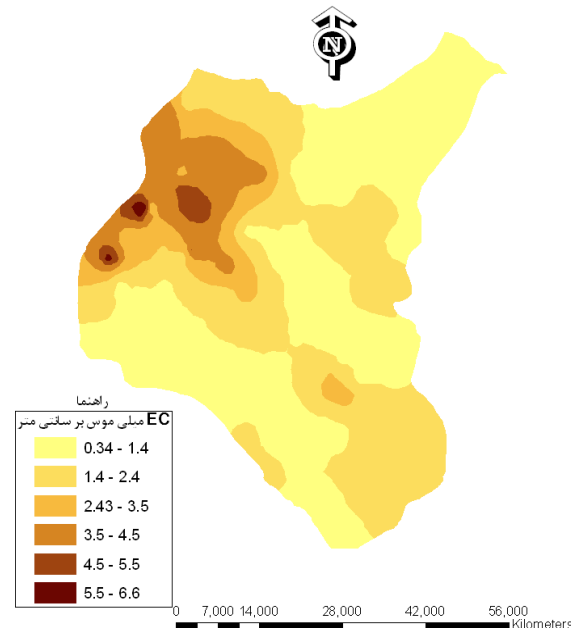 N
راهنما
EC میلی موس بر سانتی متر
0.34 - 1.4
1.4 - 2.4
2.43 - 3.5
3.5 - 4.5
4.5 - 5.5
5.5 - 6.6
0 7,000 14,000 28,000 42,000 56,000
Kilometers